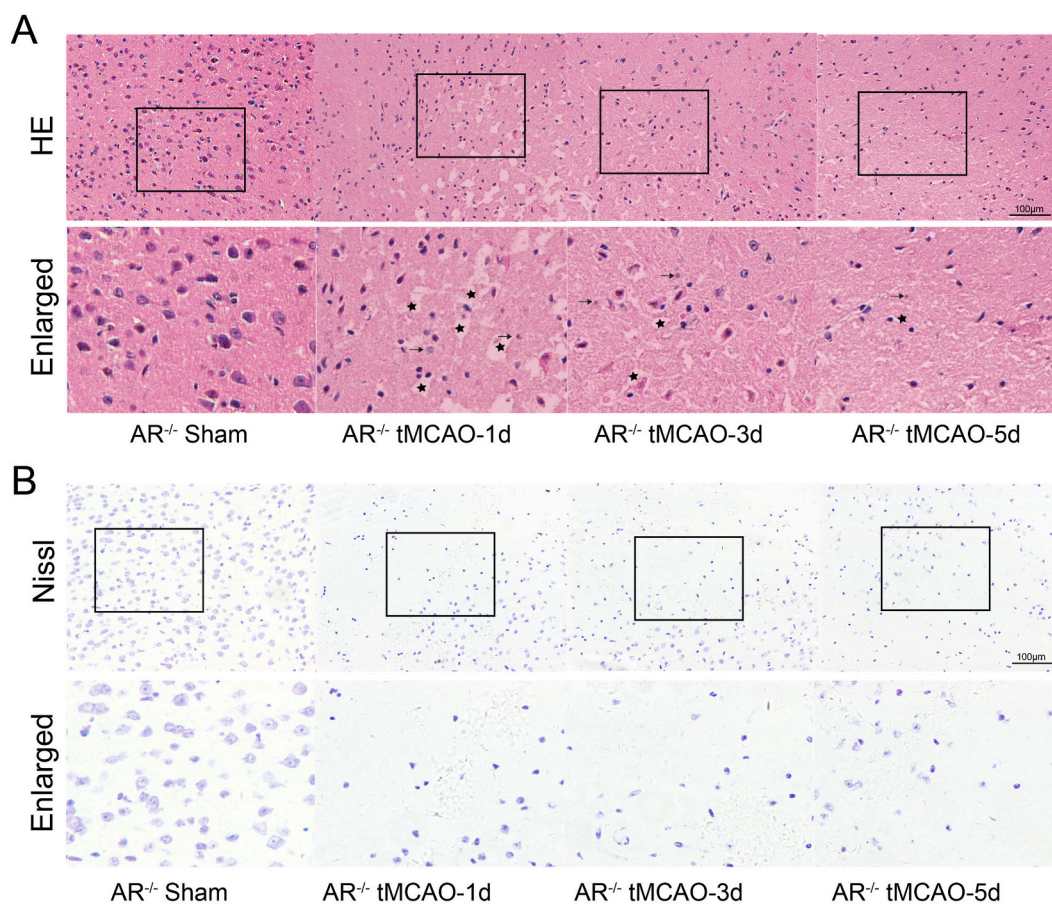 A
HE
100µm
Enlarged
AR⁻/⁻ Sham
AR⁻/⁻ tMCAO-1d
AR⁻/⁻ tMCAO-3d
AR⁻/⁻ tMCAO-5d
B
Nissl
100µm
Enlarged
AR⁻/⁻ Sham
AR⁻/⁻ tMCAO-1d
AR⁻/⁻ tMCAO-3d
AR⁻/⁻ tMCAO-5d